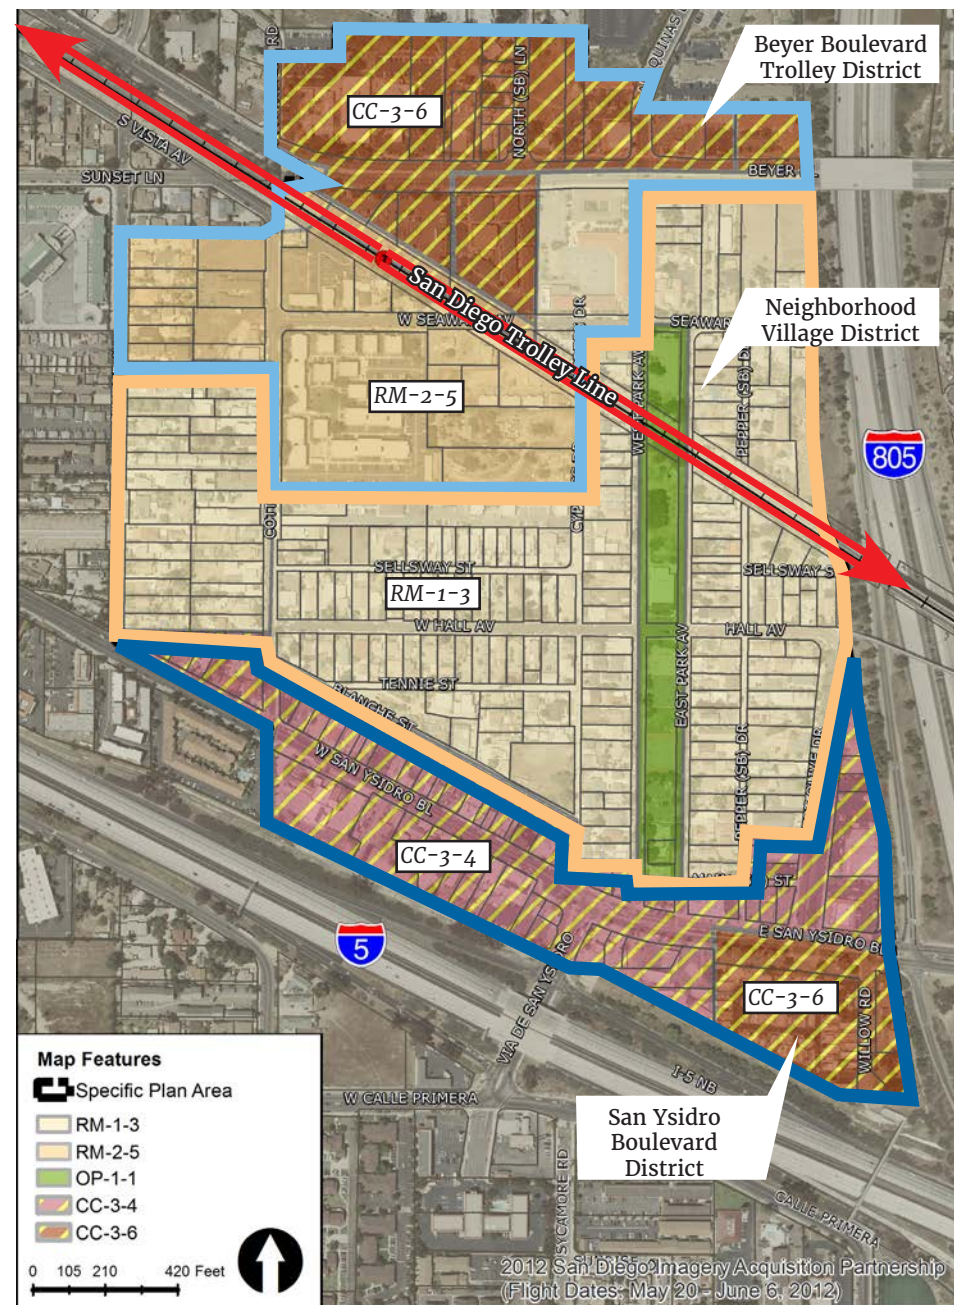 Beyer Boulevard
Trolley District
CC-3-6
NORTH (SB) LN
S VISTA AV
SUNSET LN
BEYER
San Diego Trolley Line
W SEAWA
SEAWAR
Neighborhood
Village District
RM-2-5
WEST PARK AV
PEPPER (SB) D
805
SELLSWAY ST
SELLSWAY S
RM-1-3
W HALL AV
HALL AV
EAST PARK AV
TENNIE ST
BLANCHE ST
PEPPER (SB) DR
W SAN YSIDRO BL
CC-3-4
E SAN YSIDRO BL
5
VIA DE SAN YSIDRO
CC-3-6
WILLOW RD
I-5 NB
W CALLE PRIMERA
San Ysidro
Boulevard
District
SYCAMORE RD
CALLE PRIMERA
Map Features
Specific Plan Area
RM-1-3
RM-2-5
OP-1-1
CC-3-4
CC-3-6
0 105 210 420 Feet
2012 San Diego Imagery Acquisition Partnership
(Flight Dates: May 20 - June 6, 2012)